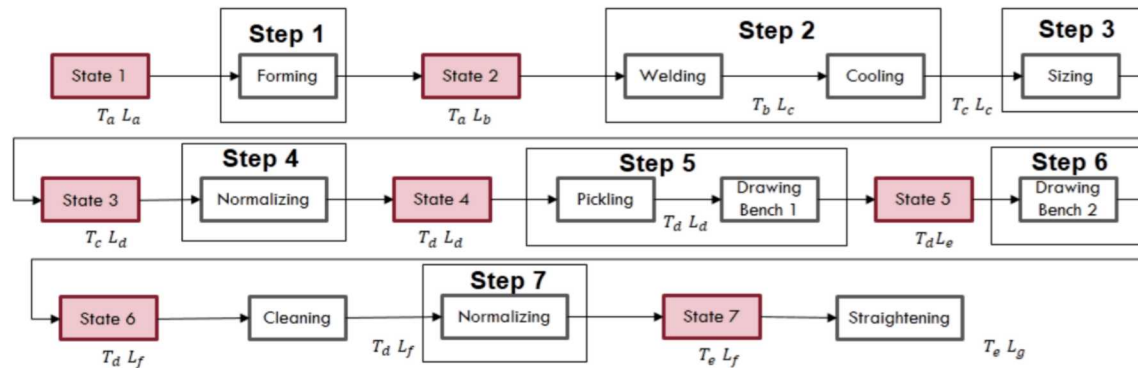 Step 1 Step 2 Step 3
State 1 Forming State 2 Welding Cooling Sizing
T_a L_a T_a L_b T_b L_c T_c L_c
Step 4 Step 5 Step 6
State 3 Normalizing State 4 Pickling Drawing Bench 1 State 5 Drawing Bench 2
T_c L_d T_d L_d T_d L_d T_d L_e
Step 7
State 6 Cleaning Normalizing State 7 Straightening
T_d L_f T_d L_f T_e L_f T_e L_g